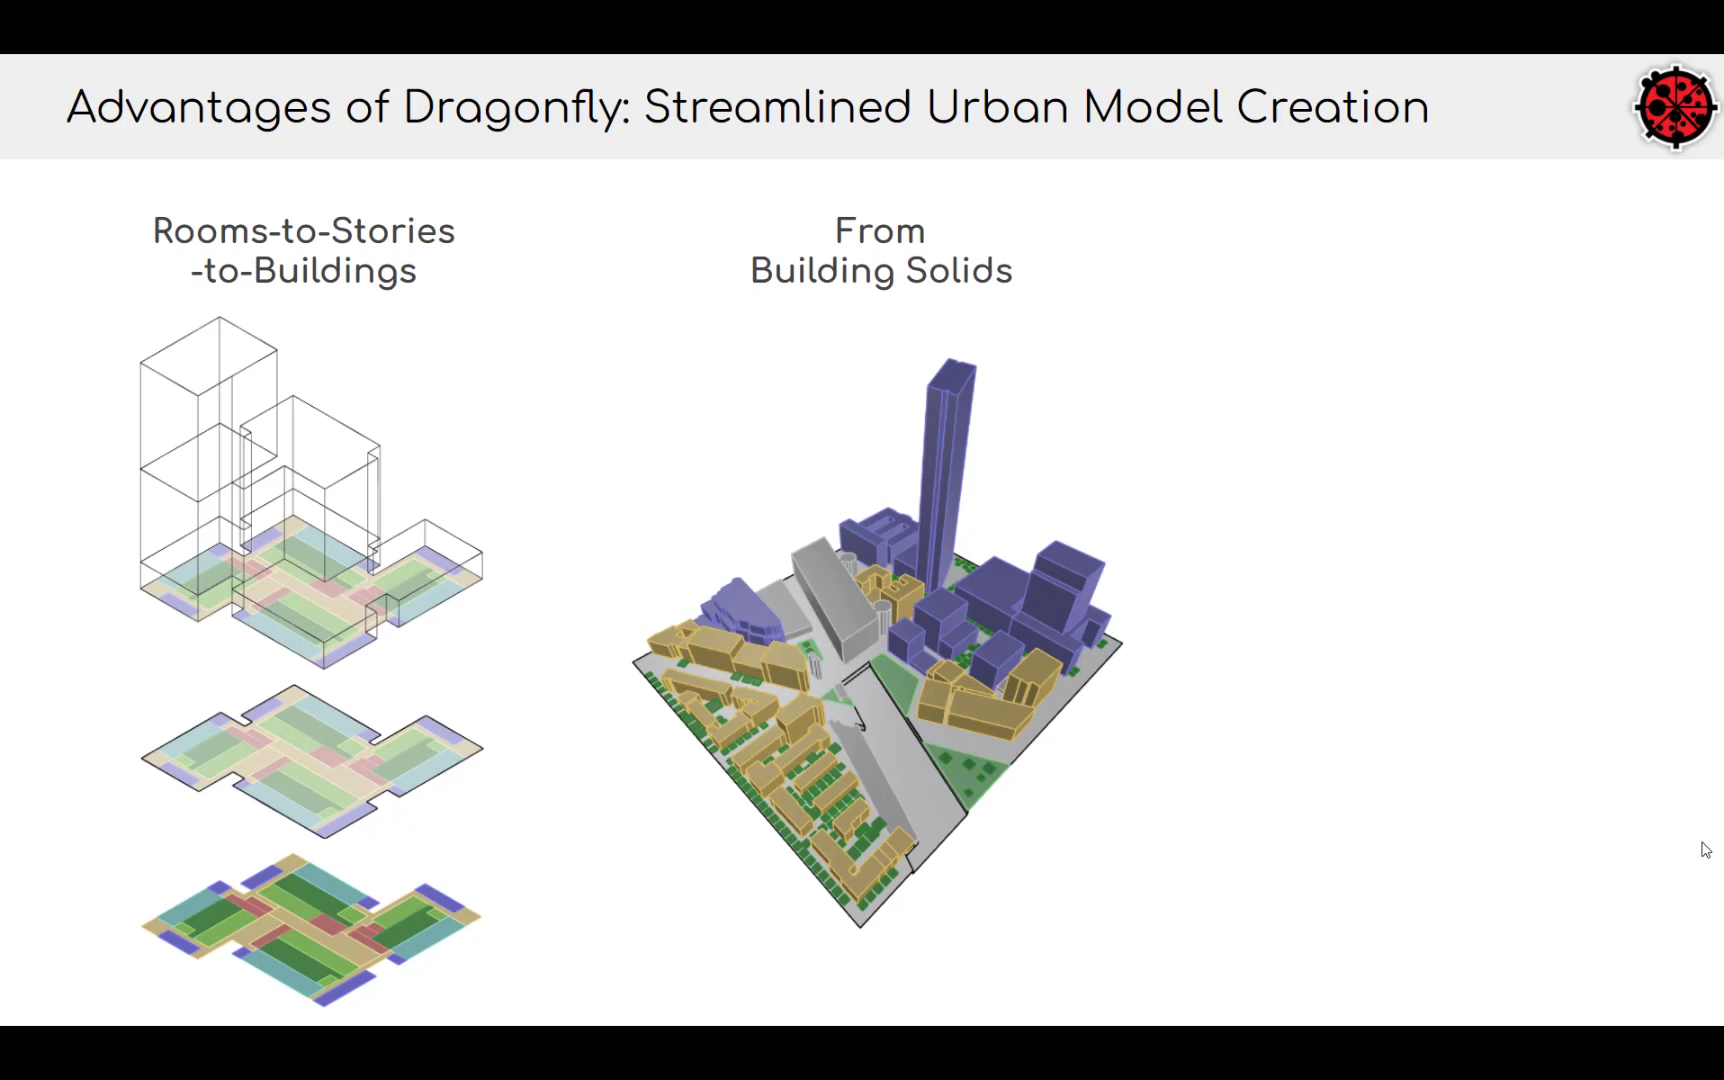 Advantages of Dragonfly: Streamlined Urban Model Creation
Rooms-to-Stories
-to-Buildings
From
Building Solids